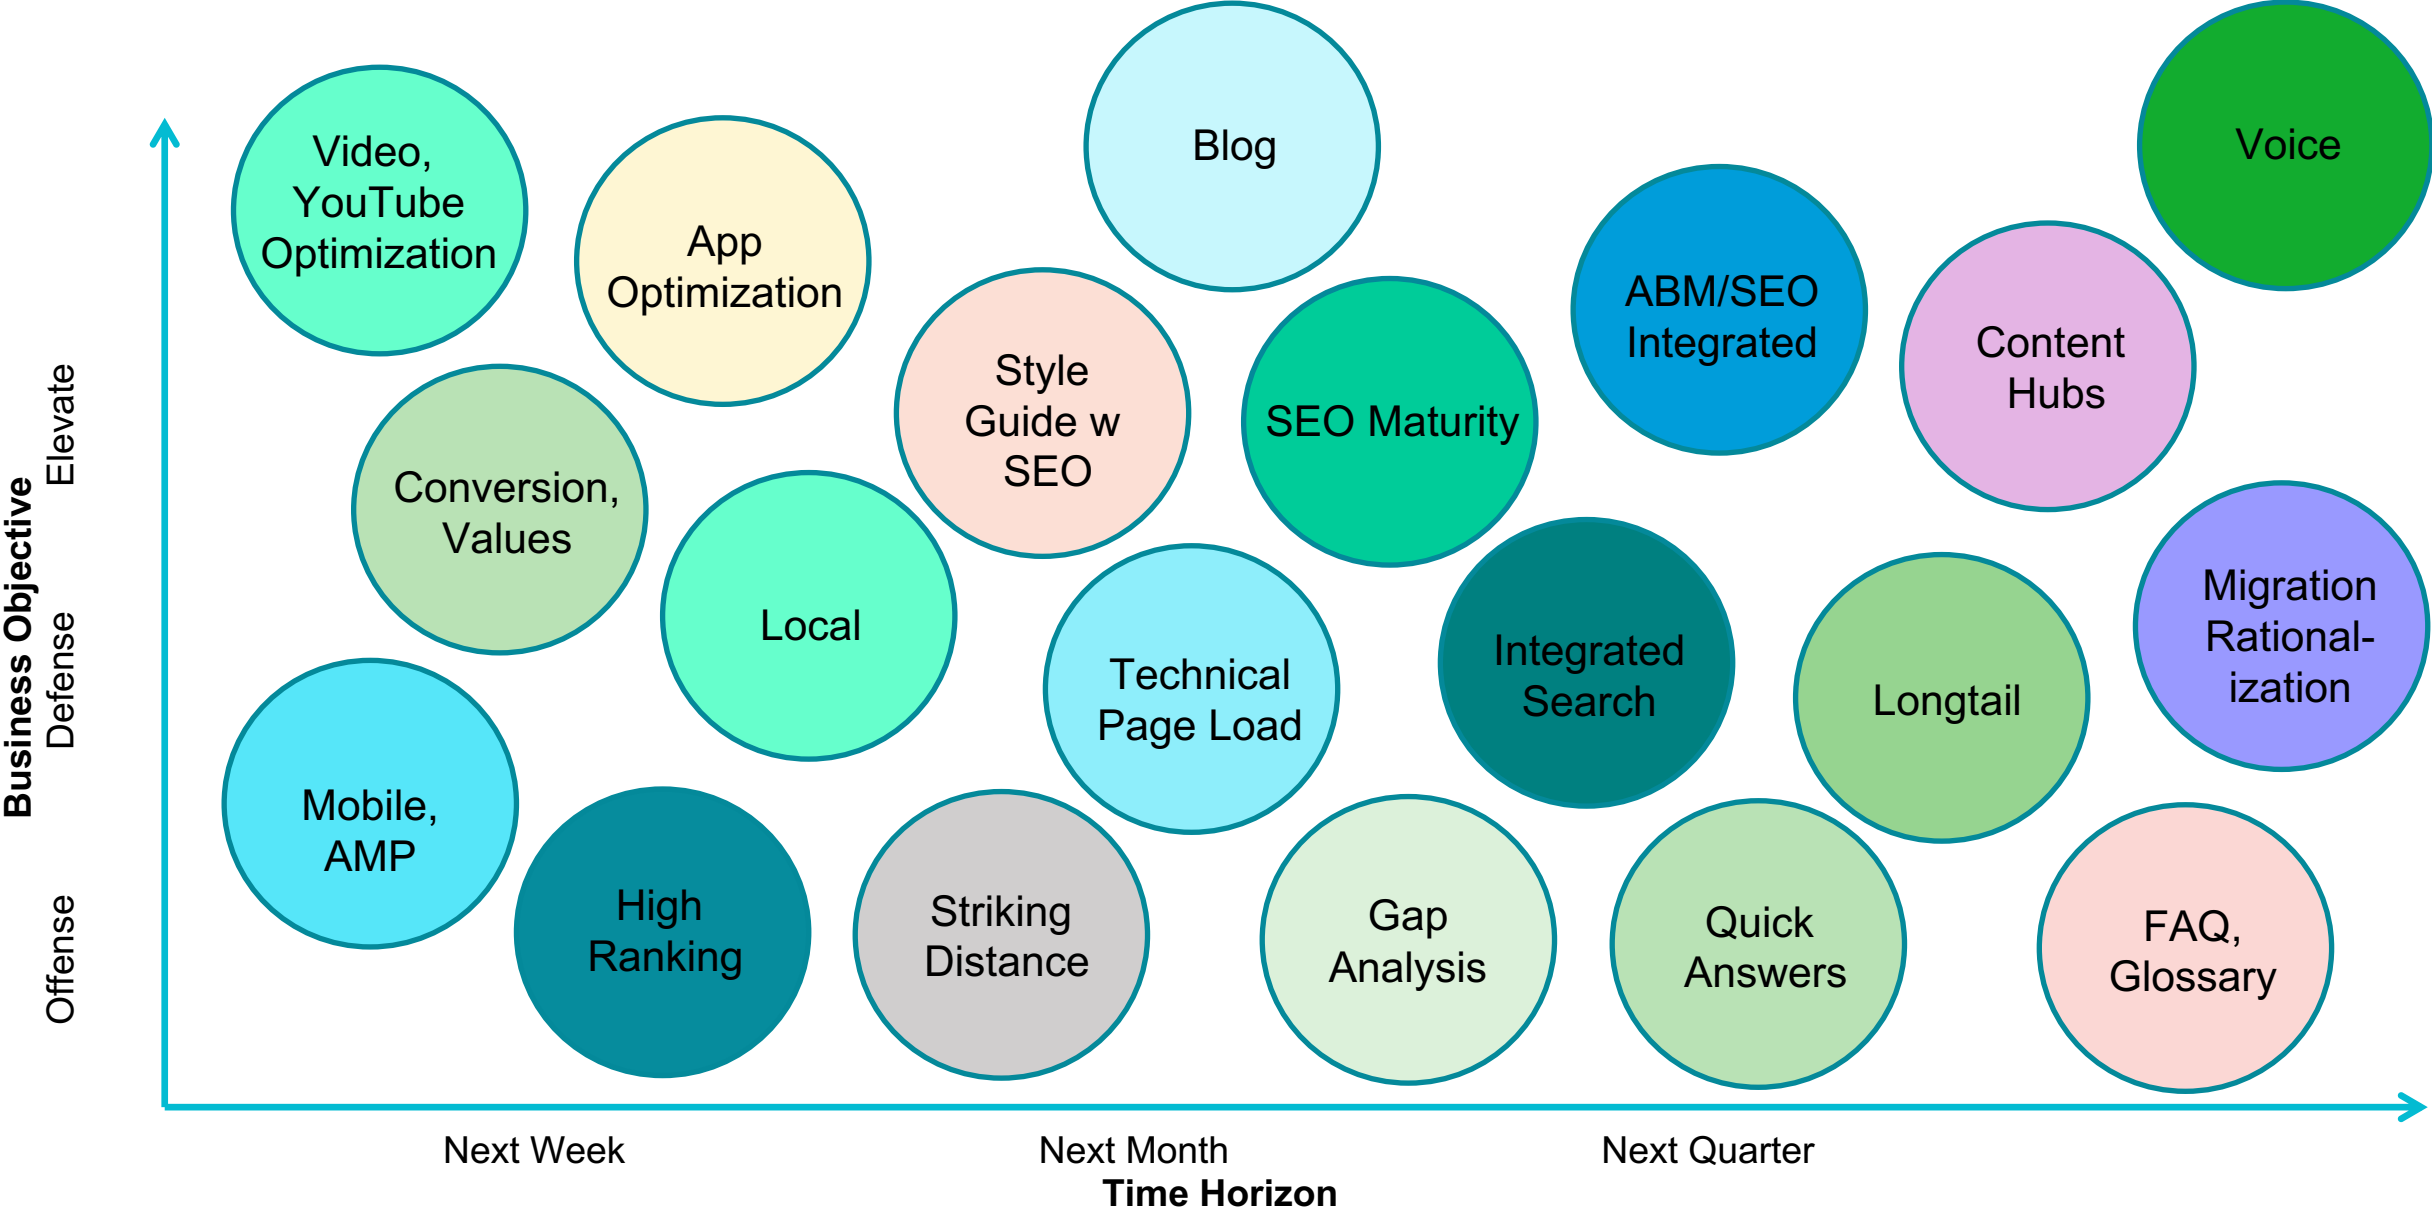 Video,
YouTube
Optimization
App
Optimization
Blog
Voice
ABM/SEO
Integrated
Content
Hubs
Style
Guide w
SEO
SEO Maturity
Conversion,
Values
Local
Technical
Page Load
Integrated
Search
Longtail
Migration
Rational-
ization
Mobile,
AMP
High
Ranking
Striking
Distance
Gap
Analysis
Quick
Answers
FAQ,
Glossary
Business Objective
Elevate
Defense
Offense
Next Week
Next Month
Next Quarter
Time Horizon